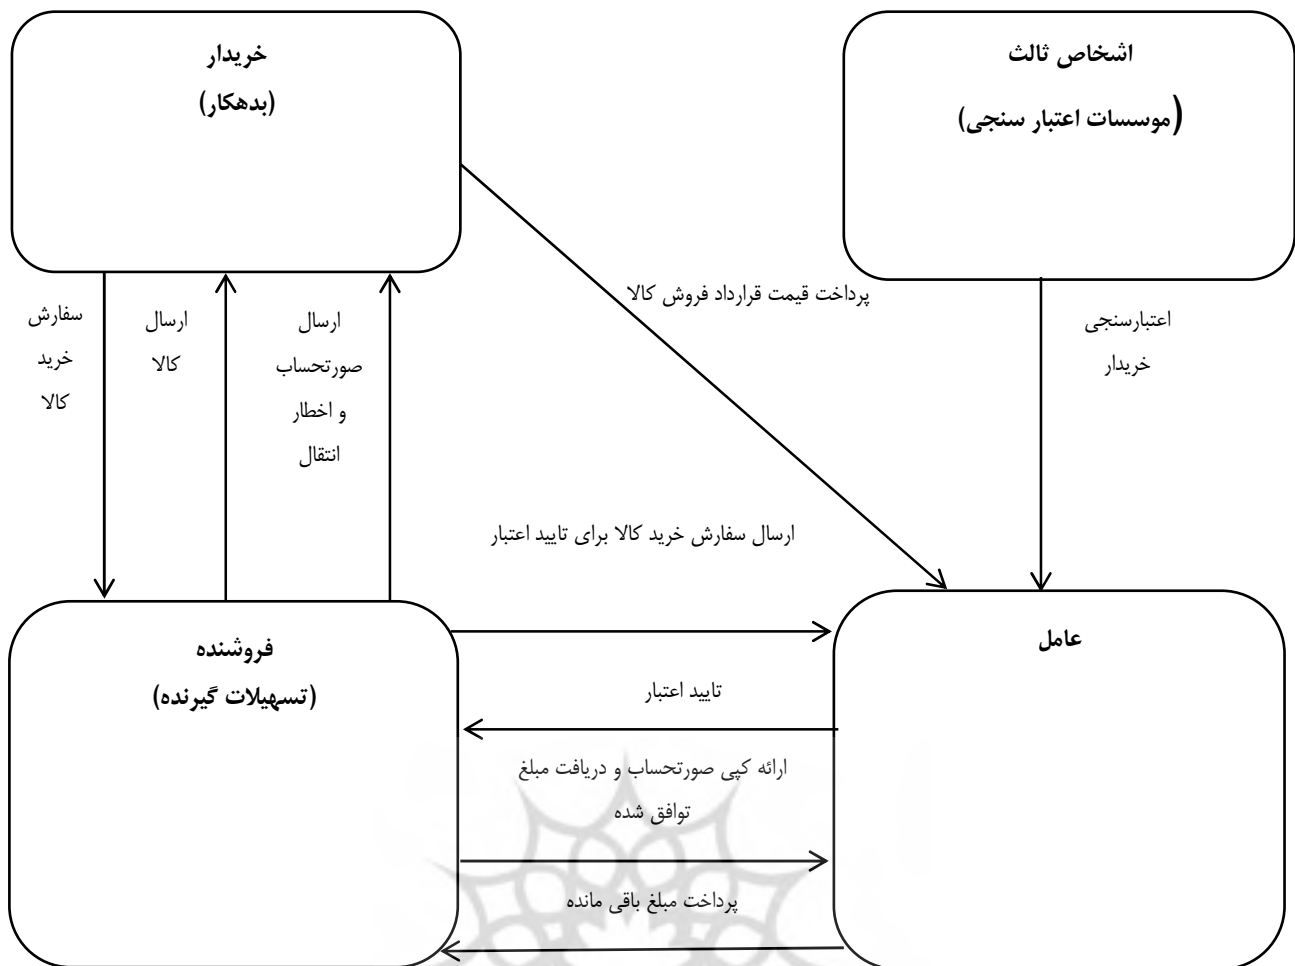 خریدار
(بدهکار)
اشخاص ثالث
(موسسات اعتبار سنجی)
سفارش
خرید
کالا
ارسال
کالا
ارسال
صورتحساب
و اخطار
انتقال
پرداخت قیمت قرارداد فروش کالا
اعتبارسنجی
خریدار
ارسال سفارش خرید کالا برای تایید اعتبار
فروشنده
(تسهیلات گیرنده)
عامل
تایید اعتبار
ارائه کپی صورتحساب و دریافت مبلغ
توافق شده
پرداخت مبلغ باقی مانده